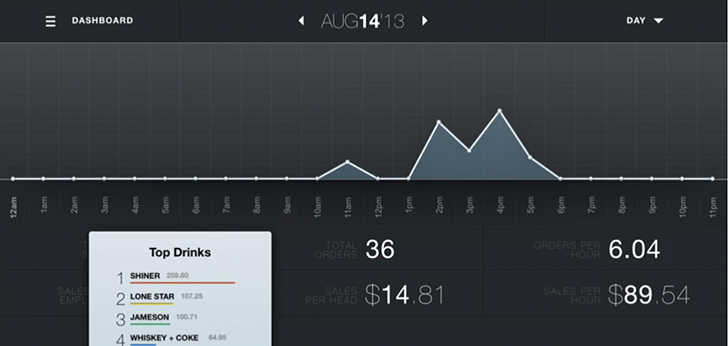 DASHBOARD
AUG14'13
DAY
12am 1am 2am 3am 4am 5am 6am 7am 8am 9am 10am 11am 12pm 1pm 2pm 3pm 4pm 5pm 6pm 7pm 8pm 9pm 10pm 11pm
TOTAL ORDERS 36
ORDERS PER HOUR 6.04
SALES
SALES PER HEAD $14.81
SALES PER HOUR $89.54
Top Drinks
1 SHINER 259.80
2 LONE STAR 107.25
3 JAMESON 100.71
4 WHISKEY + COKE 64.95